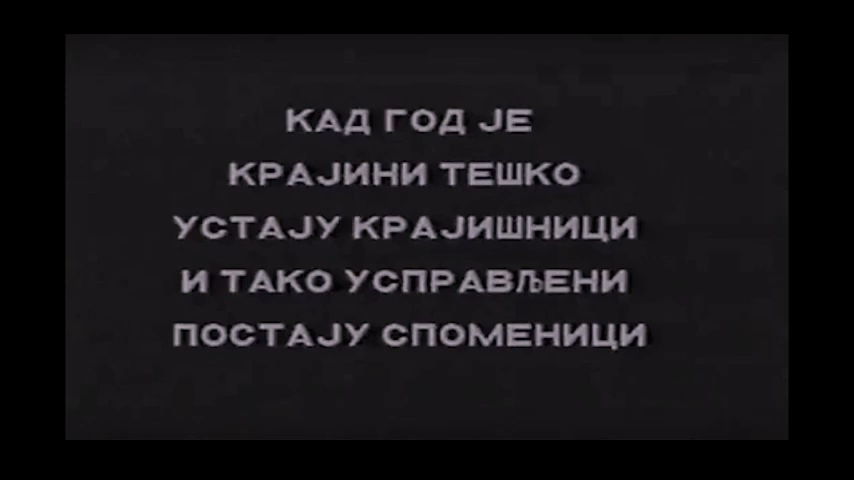 КАД ГОД ЈЕ
КРАЈИНИ ТЕШКО
УСТАЈУ КРАЈИШНИЦИ
И ТАКО УСПРАВЉЕНИ
ПОСТАЈУ СПОМЕНИЦИ